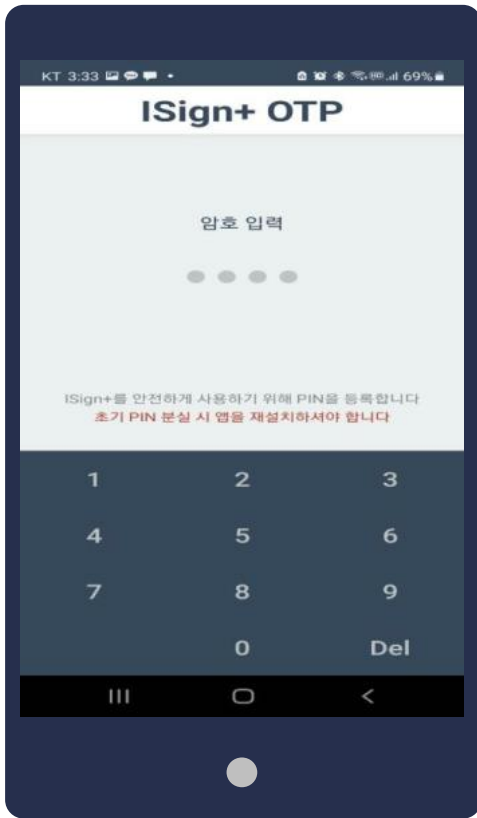 KT 3:33
69%
ISign+ OTP
암호 입력
ISign+를 안전하게 사용하기 위해 PIN을 등록합니다
초기 PIN 분실 시 앱을 재설치하셔야 합니다
1 2 3
4 5 6
7 8 9
0 Del